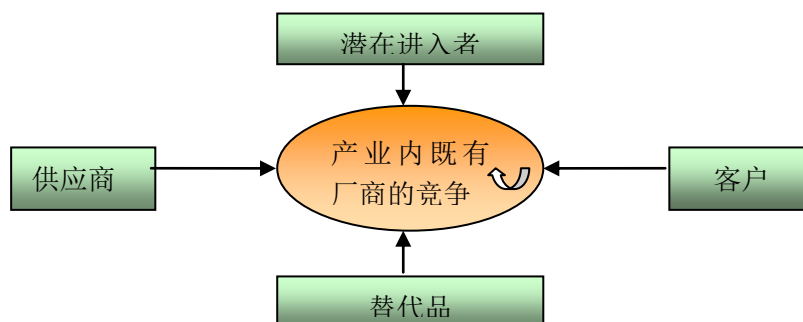 潜在进入者
供应商
产业内既有
厂商的竞争
客户
替代品